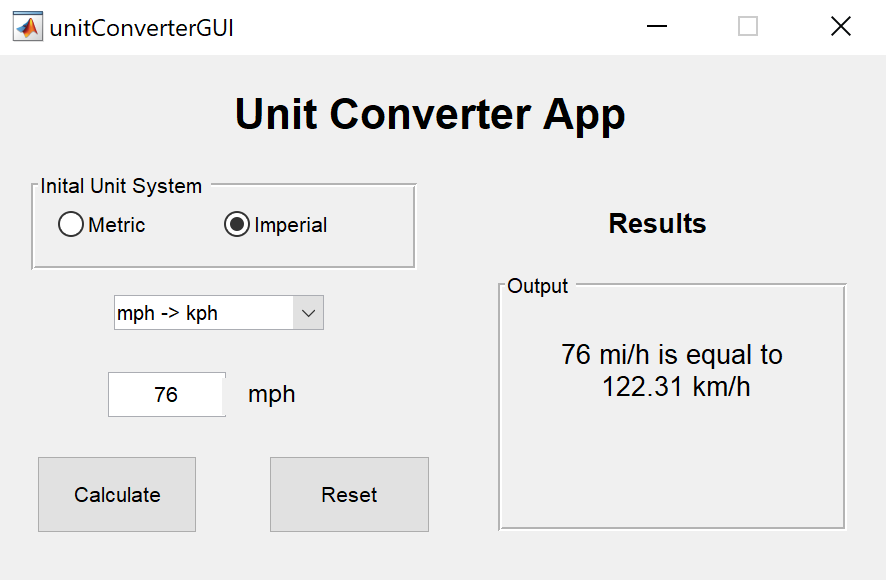 unitConverterGUI
Unit Converter App
Inital Unit System
Metric
Imperial
mph -> kph
76
mph
Calculate
Reset
Results
Output
76 mi/h is equal to
122.31 km/h